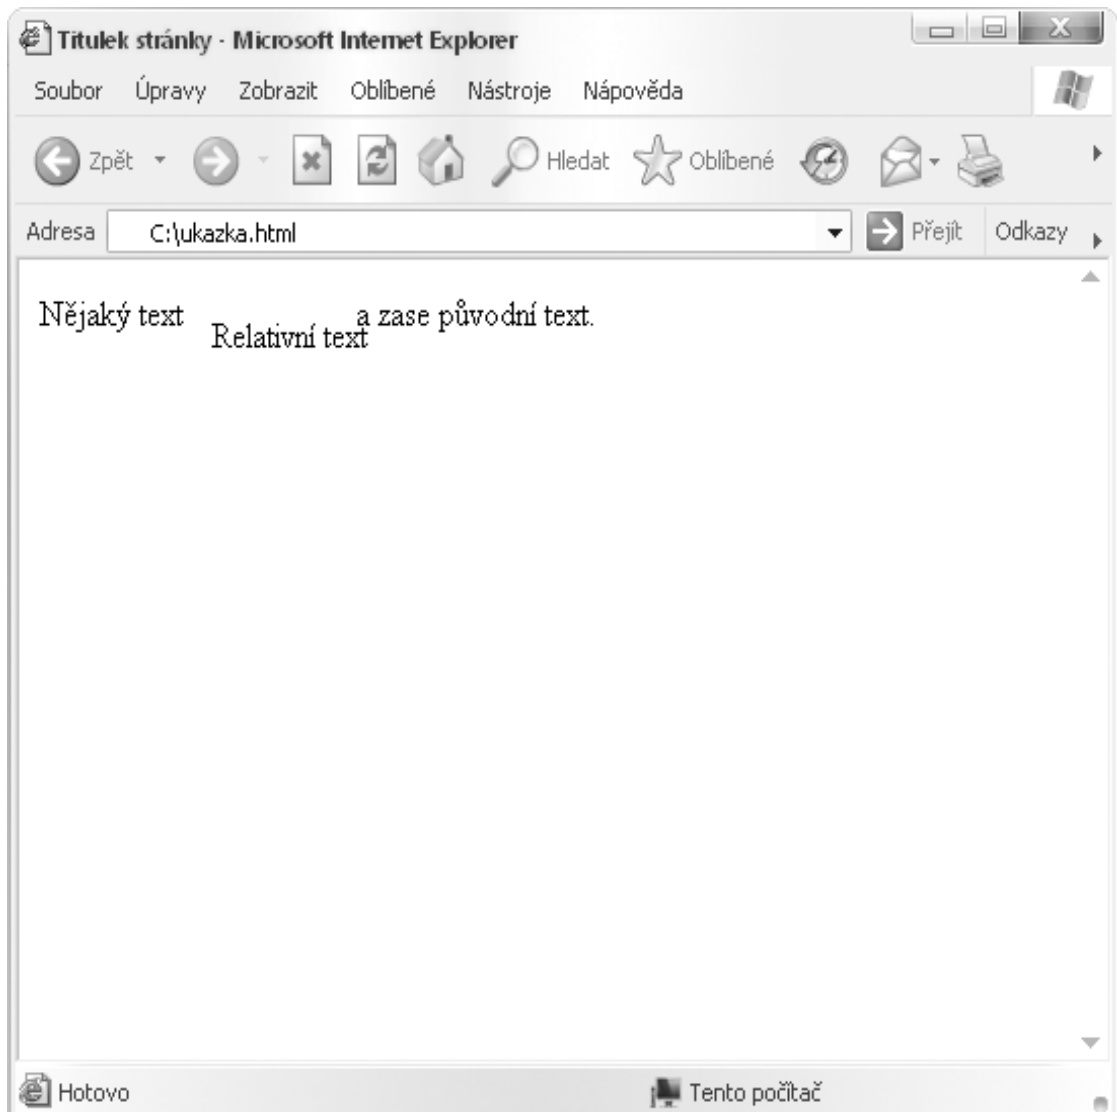 Titulek stránky - Microsoft Internet Explorer
Soubor Úpravy Zobrazit Oblíbené Nástroje Nápověda
Zpět Hledat Oblíbené
Adresa C:\ukazka.html Přejít Odkazy
Nějaký text a zase původní text.
Relativní text
Hotovo Tento počítač